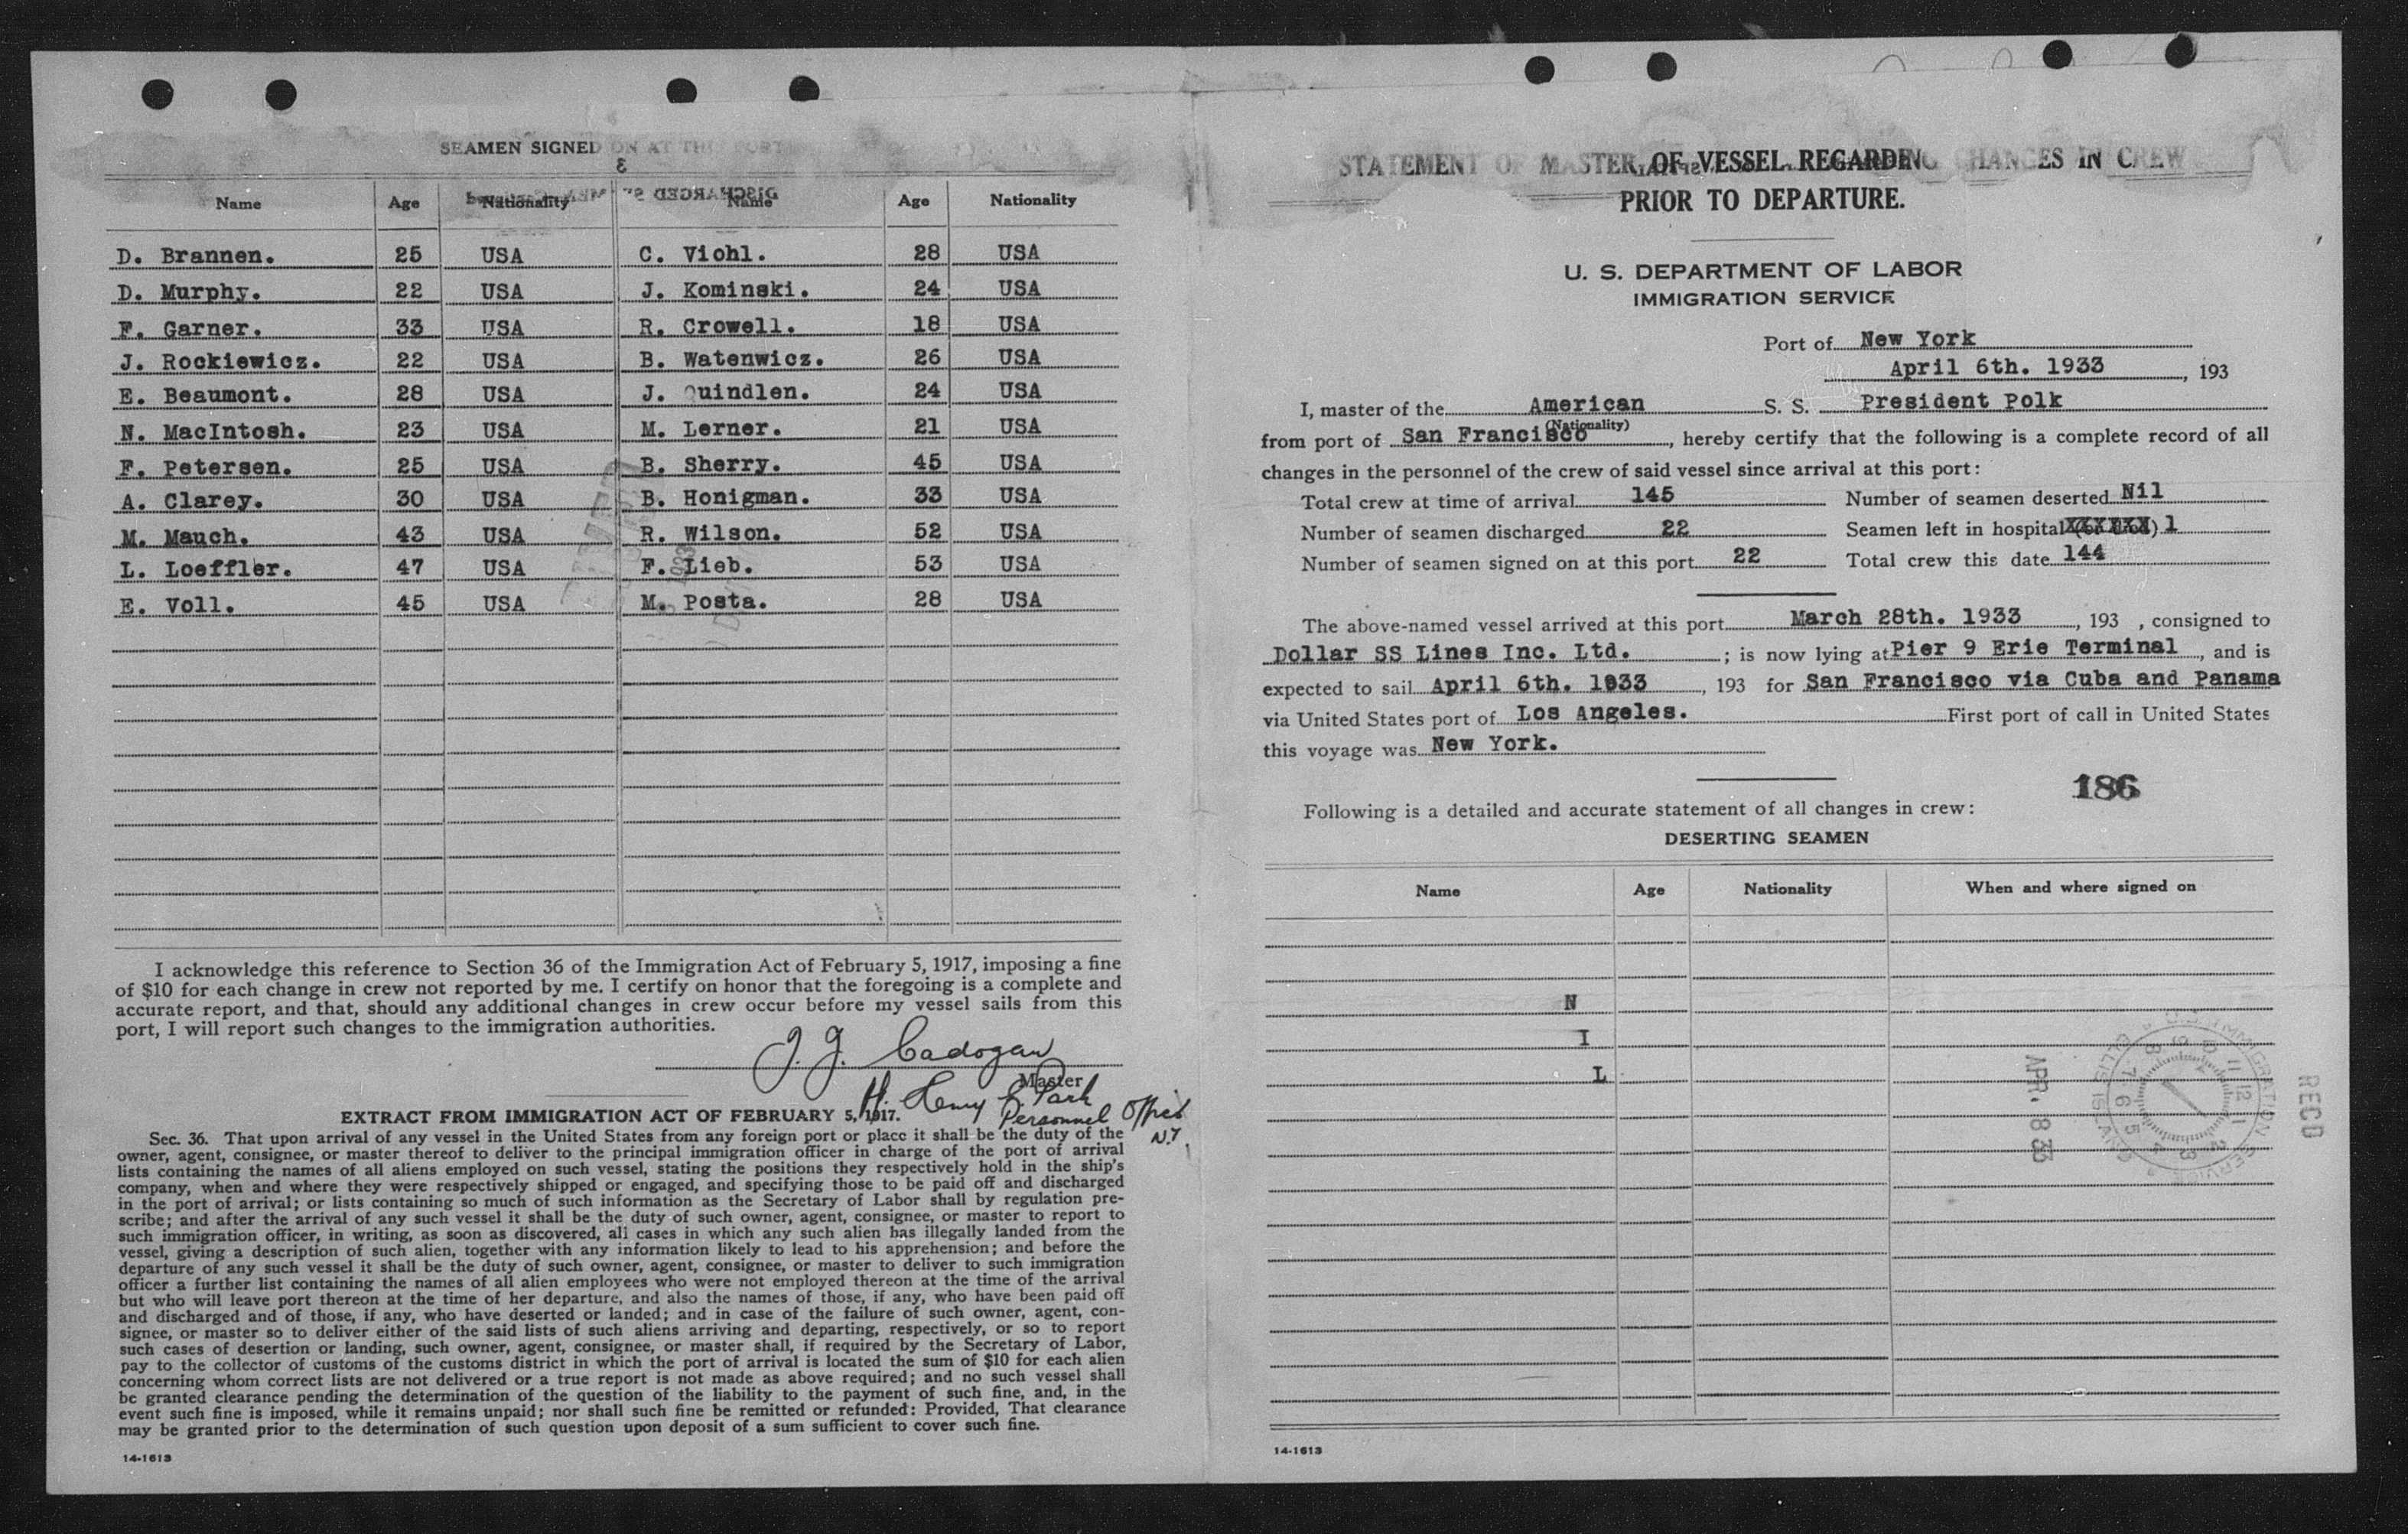 SEAMEN SIGNED ON AT THIS PORT
Name Age Nationality Name Age Nationality
D. Brannen. 25 USA C. Viohl. 28 USA
D. Murphy. 22 USA J. Kominski. 24 USA
F. Garner. 33 USA R. Crowell. 18 USA
J. Rockiewicz. 22 USA B. Watenwicz. 26 USA
E. Beaumont. 28 USA J. Quindlen. 24 USA
N. MacIntosh. 23 USA M. Lerner. 21 USA
F. Petersen. 25 USA B. Sherry. 45 USA
A. Clarey. 30 USA B. Honigman. 33 USA
M. Mauch. 43 USA R. Wilson. 52 USA
L. Loeffler. 47 USA F. Lieb. 53 USA
E. Voll. 45 USA M. Posta. 28 USA
I acknowledge this reference to Section 36 of the Immigration Act of February 5, 1917, imposing a fine
of $10 for each change in crew not reported by me. I certify on honor that the foregoing is a complete and
accurate report, and that, should any additional changes in crew occur before my vessel sails from this
port, I will report such changes to the immigration authorities.
J. J. Cadogan
Master
H. Henry E Park
Personnel Officer
N.Y.
EXTRACT FROM IMMIGRATION ACT OF FEBRUARY 5, 1917.
Sec. 36. That upon arrival of any vessel in the United States from any foreign port or place it shall be the duty of the
owner, agent, consignee, or master thereof to deliver to the principal immigration officer in charge of the port of arrival
lists containing the names of all aliens employed on such vessel, stating the positions they respectively hold in the ship's
company, when and where they were respectively shipped or engaged, and specifying those to be paid off and discharged
in the port of arrival; or lists containing so much of such information as the Secretary of Labor shall by regulation pre-
scribe; and after the arrival of any such vessel it shall be the duty of such owner, agent, consignee, or master to report to
such immigration officer, in writing, as soon as discovered, all cases in which any such alien has illegally landed from the
vessel, giving a description of such alien, together with any information likely to lead to his apprehension; and before the
departure of any such vessel it shall be the duty of such owner, agent, consignee, or master to deliver to such immigration
officer a further list containing the names of all alien employees who were not employed thereon at the time of the arrival
but who will leave port thereon at the time of her departure, and also the names of those, if any, who have been paid off
and discharged and of those, if any, who have deserted or landed; and in case of the failure of such owner, agent, con-
signee, or master so to deliver either of the said lists of such aliens arriving and departing, respectively, or so to report
such cases of desertion or landing, such owner, agent, consignee, or master shall, if required by the Secretary of Labor,
pay to the collector of customs of the customs district in which the port of arrival is located the sum of $10 for each alien
concerning whom correct lists are not delivered or a true report is not made as above required; and no such vessel shall
be granted clearance pending the determination of the question of the liability to the payment of such fine, and, in the
event such fine is imposed, while it remains unpaid; nor shall such fine be remitted or refunded: Provided, That clearance
may be granted prior to the determination of such question upon deposit of a sum sufficient to cover such fine.
14-1613
STATEMENT OF MASTER OF VESSEL REGARDING CHANGES IN CREW
PRIOR TO DEPARTURE.
U. S. DEPARTMENT OF LABOR
IMMIGRATION SERVICE
Port of New York
April 6th. 1933, 193
I, master of the American S. S. President Polk
(Nationality)
from port of San Francisco, hereby certify that the following is a complete record of all
changes in the personnel of the crew of said vessel since arrival at this port:
Total crew at time of arrival 145 Number of seamen deserted Nil
Number of seamen discharged 22 Seamen left in hospital 1
Number of seamen signed on at this port 22 Total crew this date 144
The above-named vessel arrived at this port March 28th. 1933, 193 , consigned to
Dollar SS Lines Inc. Ltd. ; is now lying at Pier 9 Erie Terminal, and is
expected to sail April 6th. 1933, 193 for San Francisco via Cuba and Panama
via United States port of Los Angeles. First port of call in United States
this voyage was New York.
186
Following is a detailed and accurate statement of all changes in crew:
DESERTING SEAMEN
Name Age Nationality When and where signed on
N
I
L
RECD
APR. 8 33
U.S. IMMIGRATION SERVICE
ELLIS ISLAND
14-1613